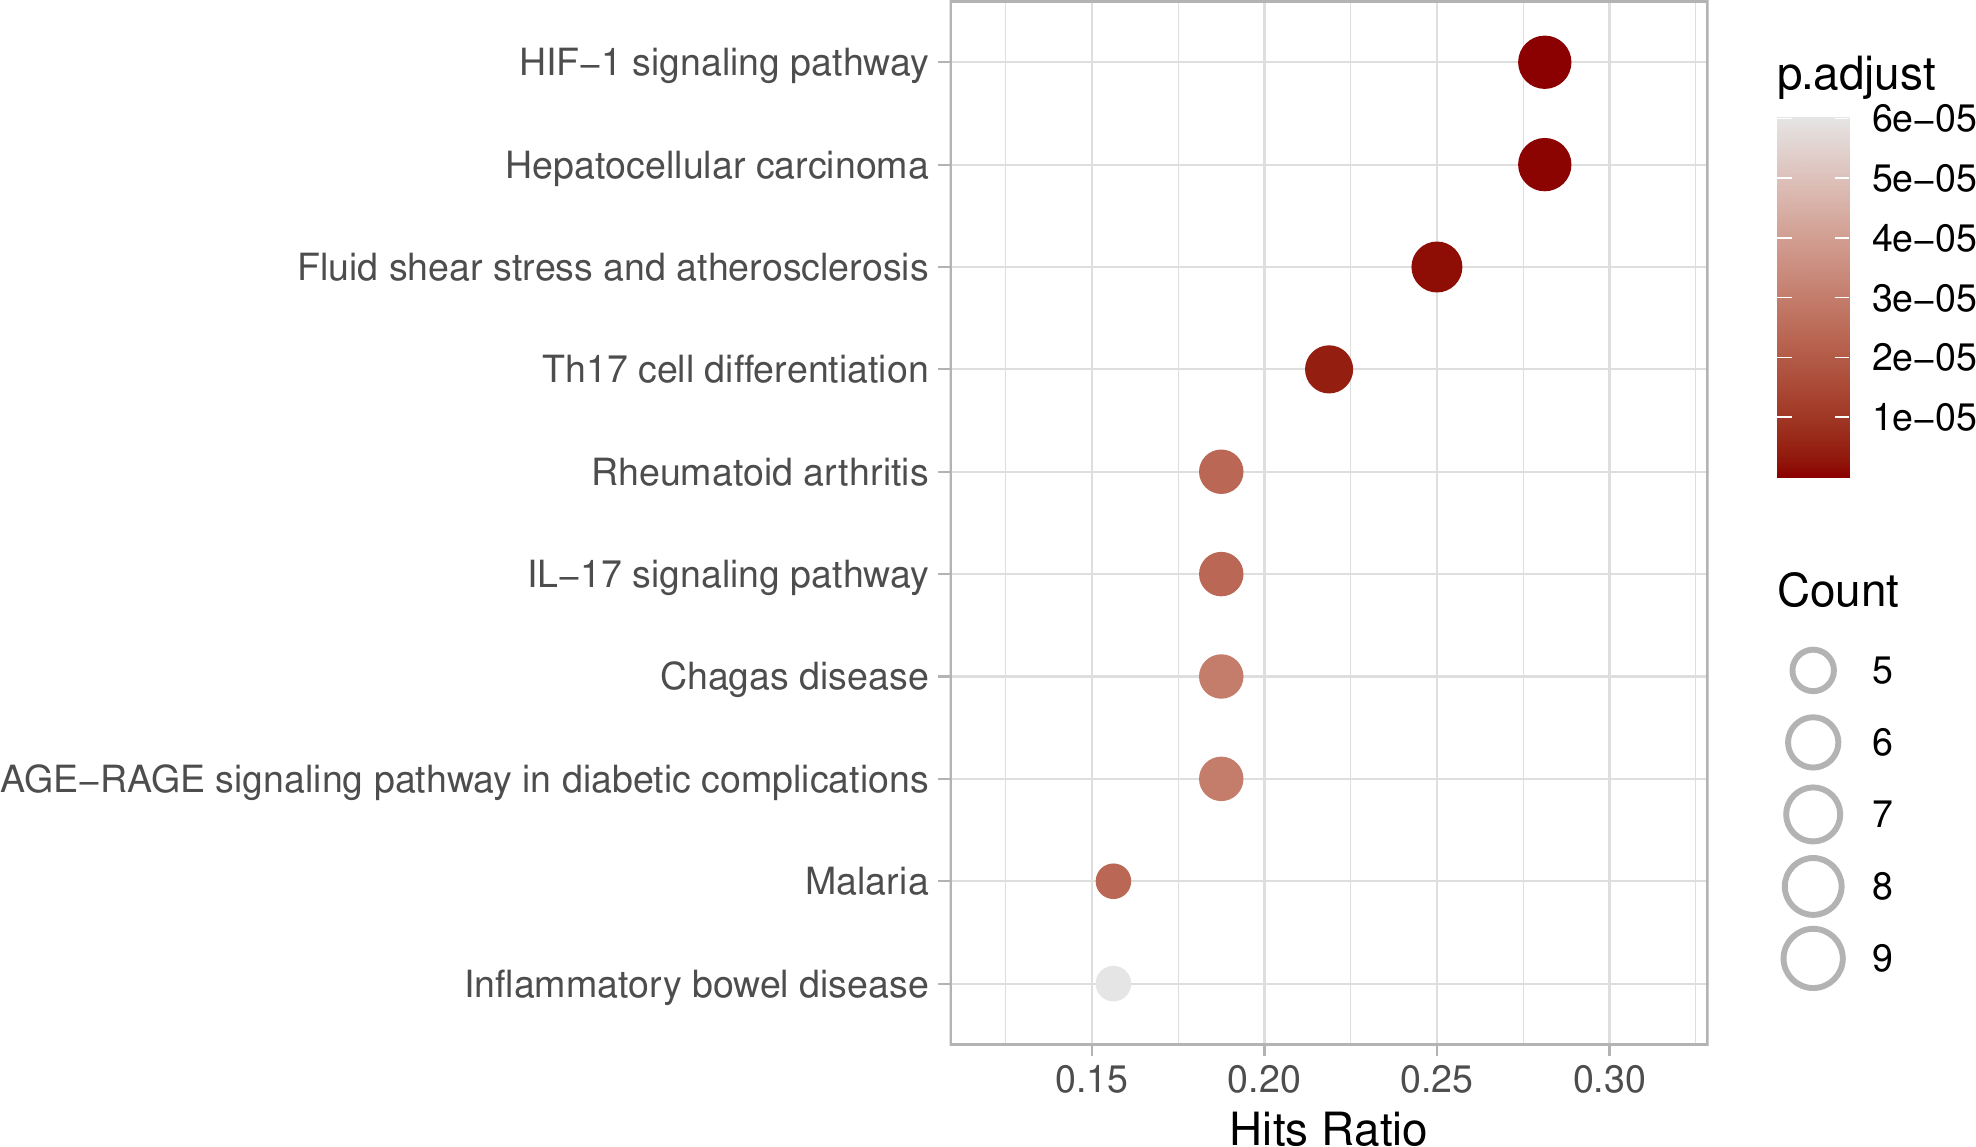 HIF−1 signaling pathway
Hepatocellular carcinoma
Fluid shear stress and atherosclerosis
Th17 cell differentiation
Rheumatoid arthritis
IL−17 signaling pathway
Chagas disease
AGE−RAGE signaling pathway in diabetic complications
Malaria
Inflammatory bowel disease
0.15 0.20 0.25 0.30
Hits Ratio
p.adjust
6e−05
5e−05
4e−05
3e−05
2e−05
1e−05
Count
5
6
7
8
9